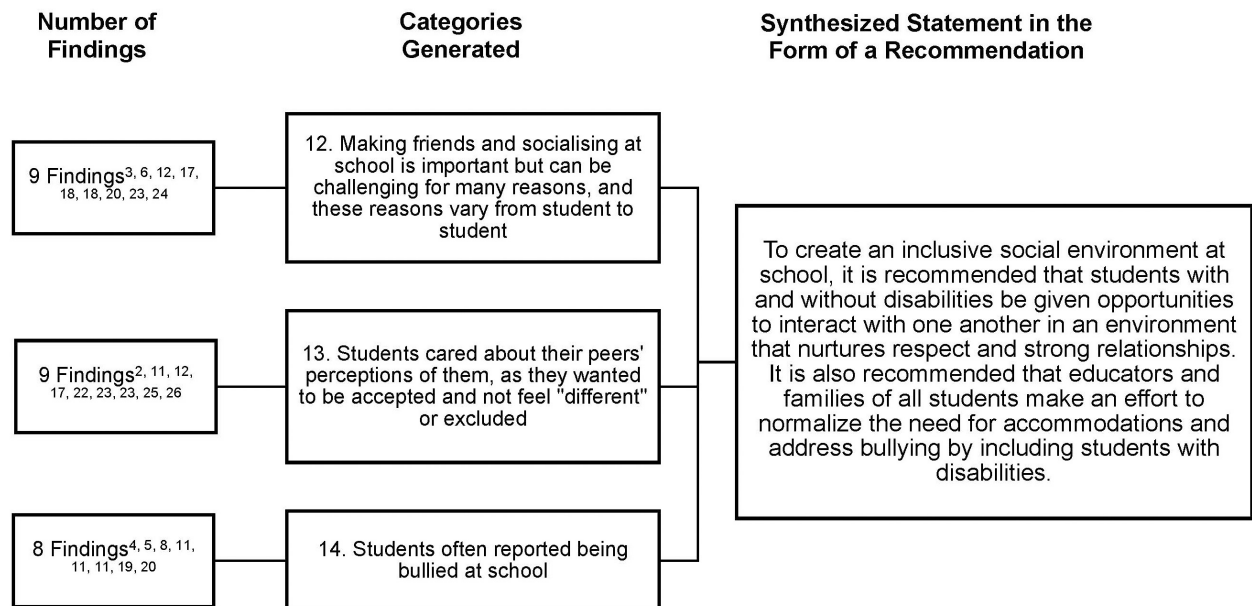 Number of
Findings
Categories
Generated
Synthesized Statement in the
Form of a Recommendation
9 Findings3, 6, 12, 17,
18, 18, 20, 23, 24
12. Making friends and socialising at
school is important but can be
challenging for many reasons, and
these reasons vary from student to
student
9 Findings2, 11, 12,
17, 22, 23, 23, 25, 26
13. Students cared about their peers'
perceptions of them, as they wanted
to be accepted and not feel "different"
or excluded
8 Findings4, 5, 8, 11,
11, 11, 19, 20
14. Students often reported being
bullied at school
To create an inclusive social environment at
school, it is recommended that students with
and without disabilities be given opportunities
to interact with one another in an environment
that nurtures respect and strong relationships.
It is also recommended that educators and
families of all students make an effort to
normalize the need for accommodations and
address bullying by including students with
disabilities.